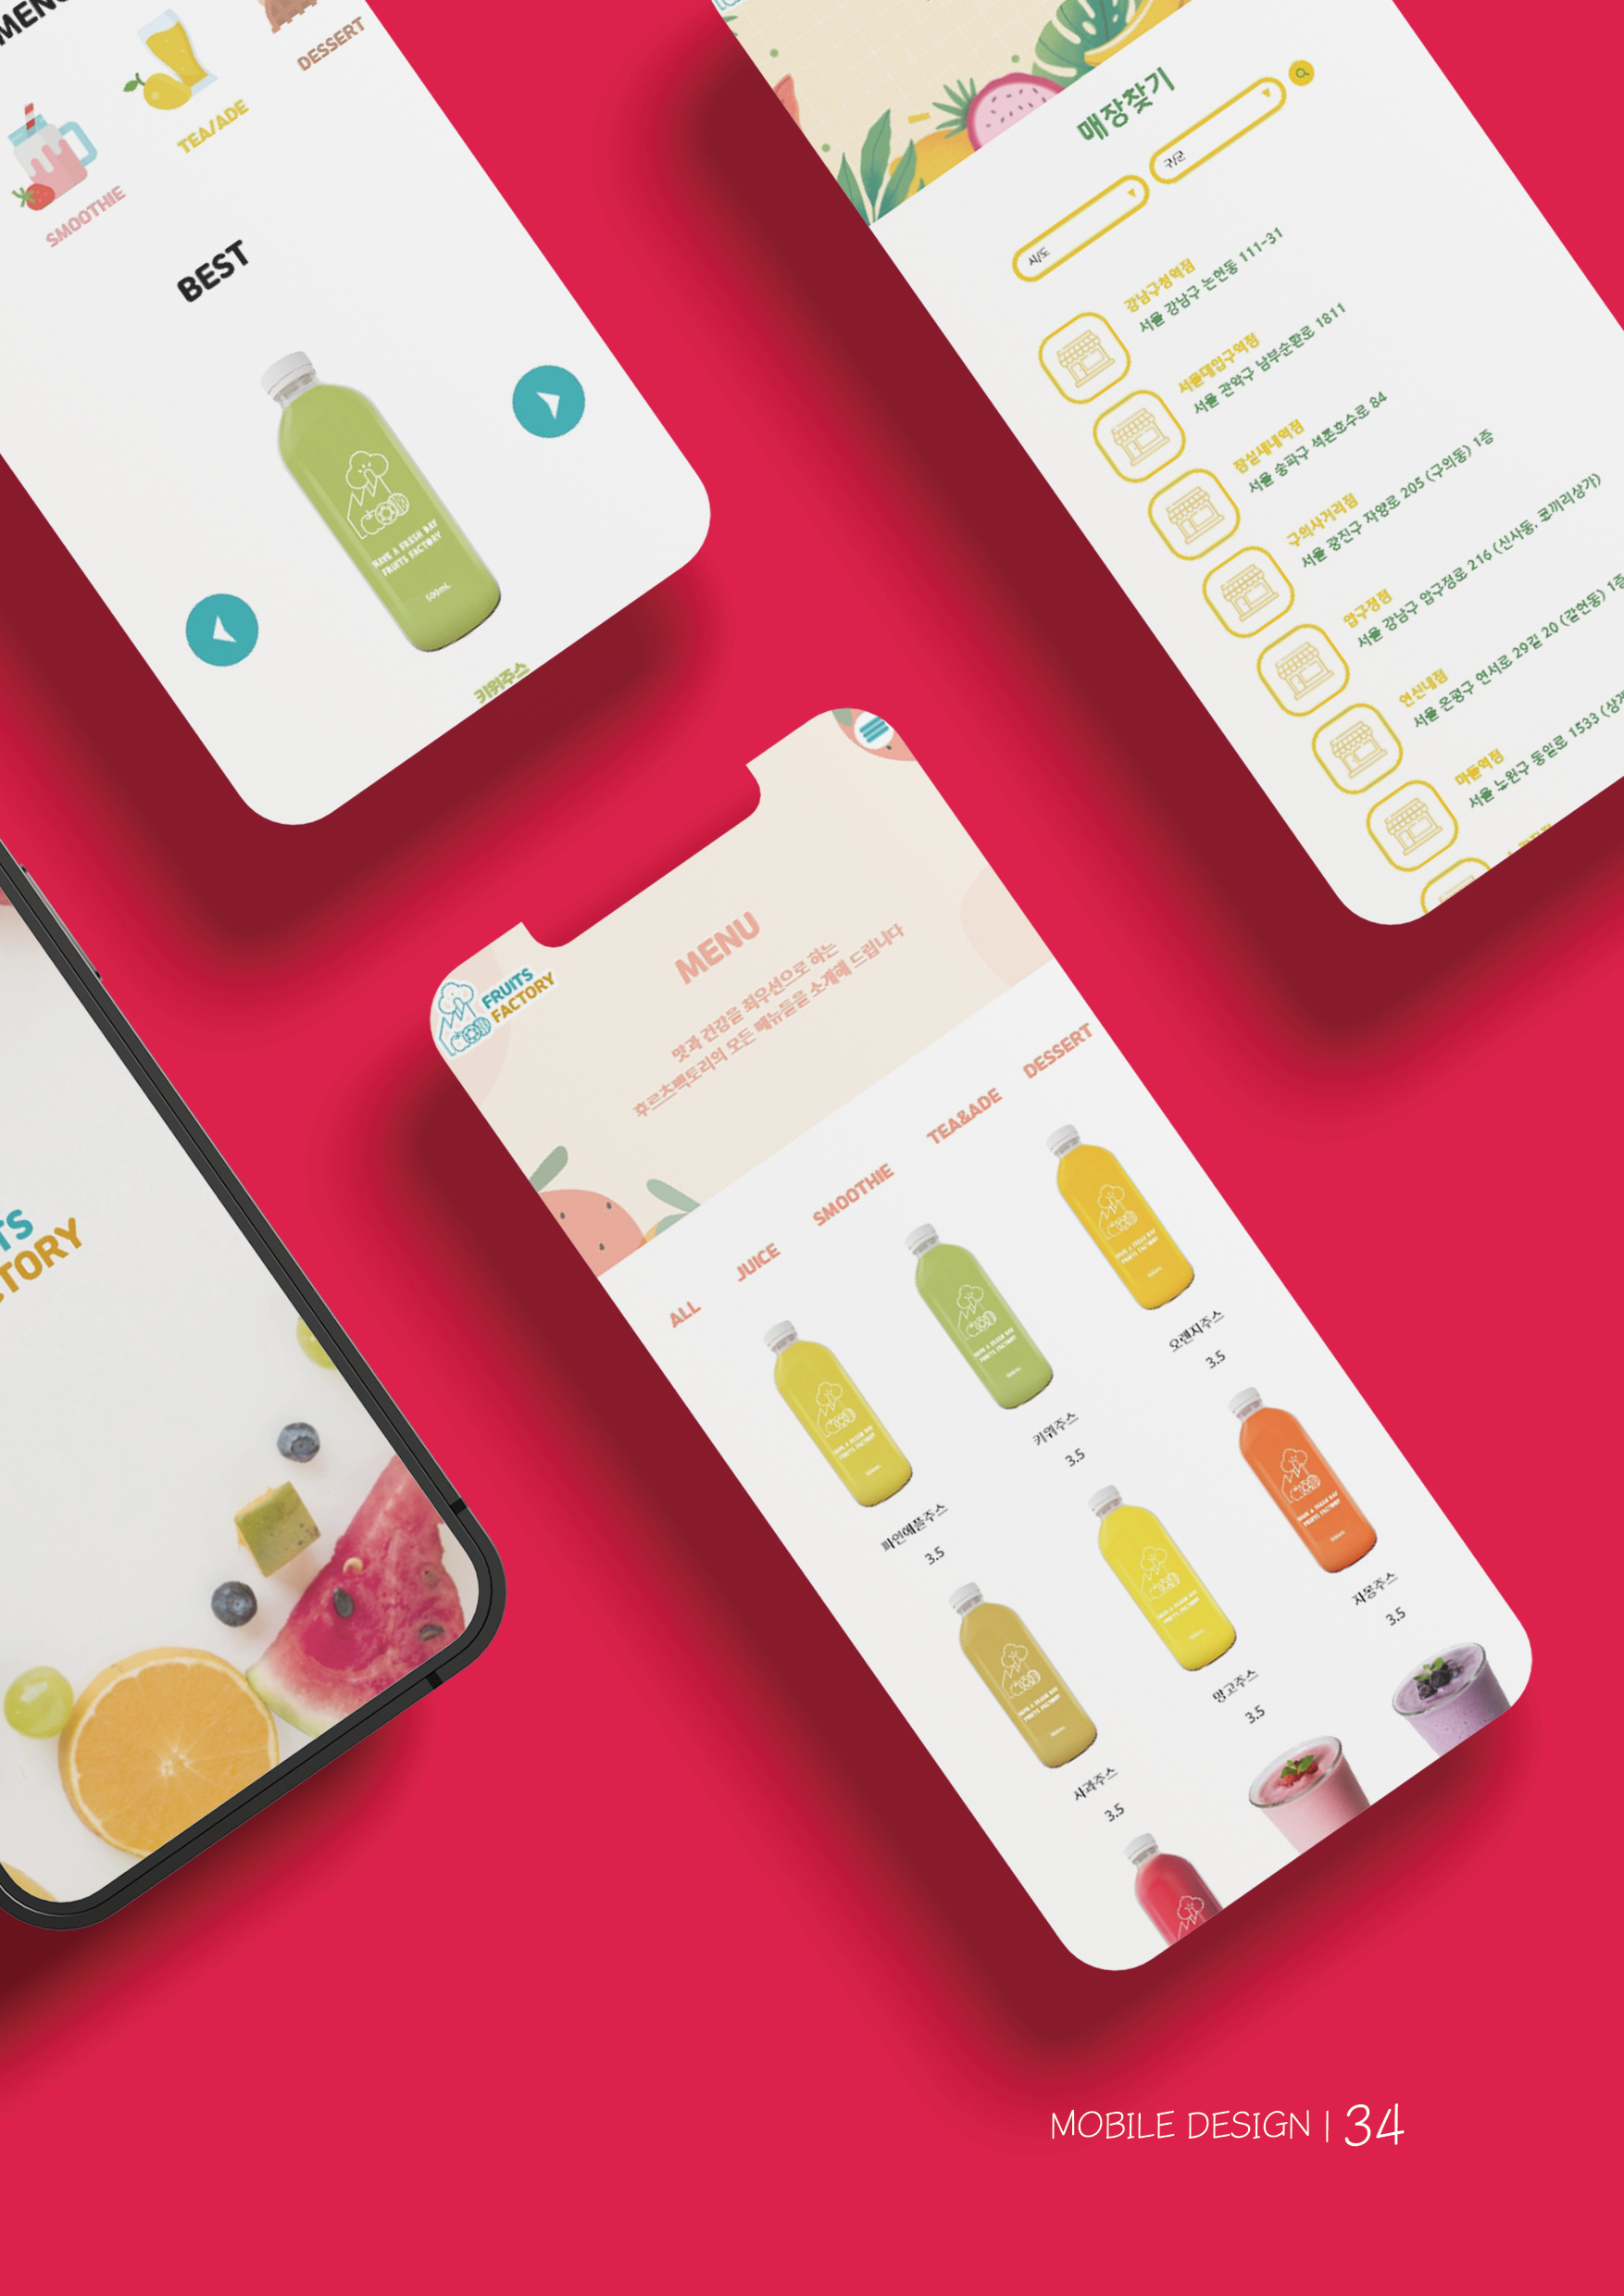 MENU
SMOOTHIE
TEA/ADE
DESSERT
BEST
HAVE A FRESH DAY
FRUITS FACTORY
500mL
키위주스
매장찾기
시/도
구/군
강남구청역점
서울 강남구 논현동 111-31
서울대입구역점
서울 관악구 남부순환로 1811
잠실새내역점
서울 송파구 석촌호수로 84
구의사거리점
서울 광진구 자양로 205 (구의동) 1층
압구정점
서울 강남구 압구정로 216 (신사동, 코끼리상가)
연신내점
서울 은평구 연서로 29길 20 (갈현동) 1층
마들역점
서울 노원구 동일로 1533 (상계
TS
TORY
FRUITS
FACTORY
MENU
맛과 건강을 최우선으로 하는
후르츠팩토리의 모든 메뉴들을 소개해 드립니다
ALL
JUICE
SMOOTHIE
TEA&ADE
DESSERT
파인애플주스
3.5
키위주스
3.5
오렌지주스
3.5
사과주스
3.5
망고주스
3.5
자몽주스
3.5
MOBILE DESIGN | 34